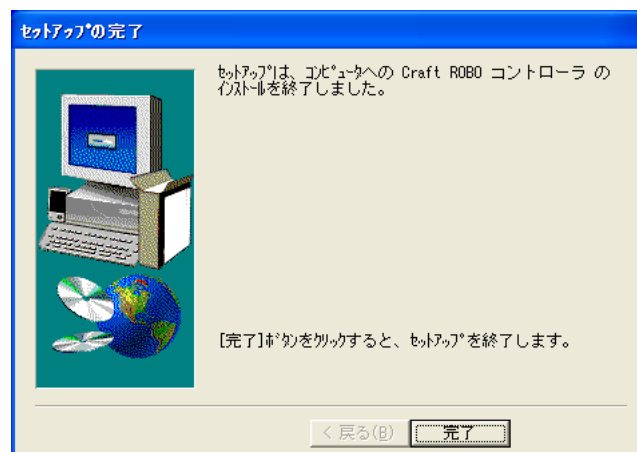 ｾｯﾄｱｯﾌﾟの完了
ｾｯﾄｱｯﾌﾟは、ｺﾝﾋﾟｭｰﾀへの Craft ROBO コントローラ の
ｲﾝｽﾄｰﾙを終了しました。
[完了]ﾎﾞﾀﾝをｸﾘｯｸすると、ｾｯﾄｱｯﾌﾟを終了します。
< 戻る(B)
完了